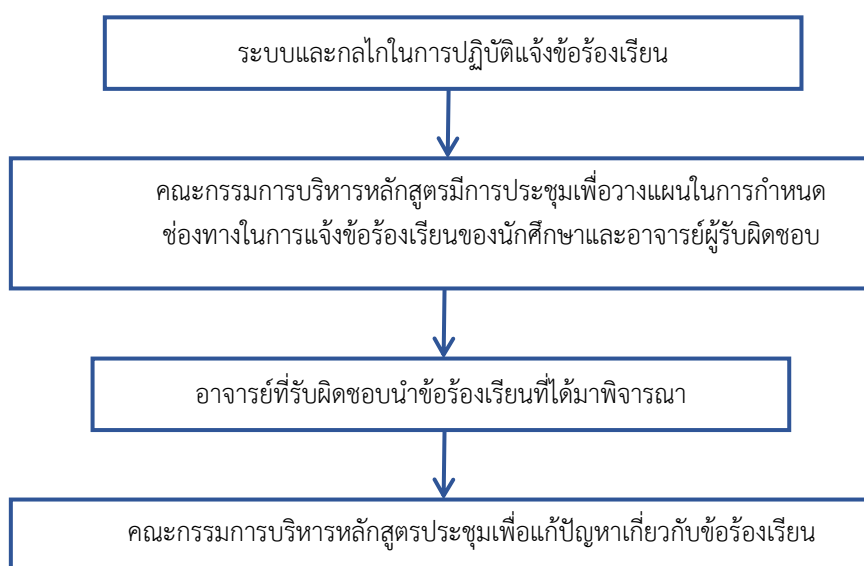 ระบบและกลไกในการปฏิบัติแจ้งข้อร้องเรียน
คณะกรรมการบริหารหลักสูตรมีการประชุมเพื่อวางแผนในการกำหนด
ช่องทางในการแจ้งข้อร้องเรียนของนักศึกษาและอาจารย์ผู้รับผิดชอบ
อาจารย์ที่รับผิดชอบนำข้อร้องเรียนที่ได้มาพิจารณา
คณะกรรมการบริหารหลักสูตรประชุมเพื่อแก้ปัญหาเกี่ยวกับข้อร้องเรียน